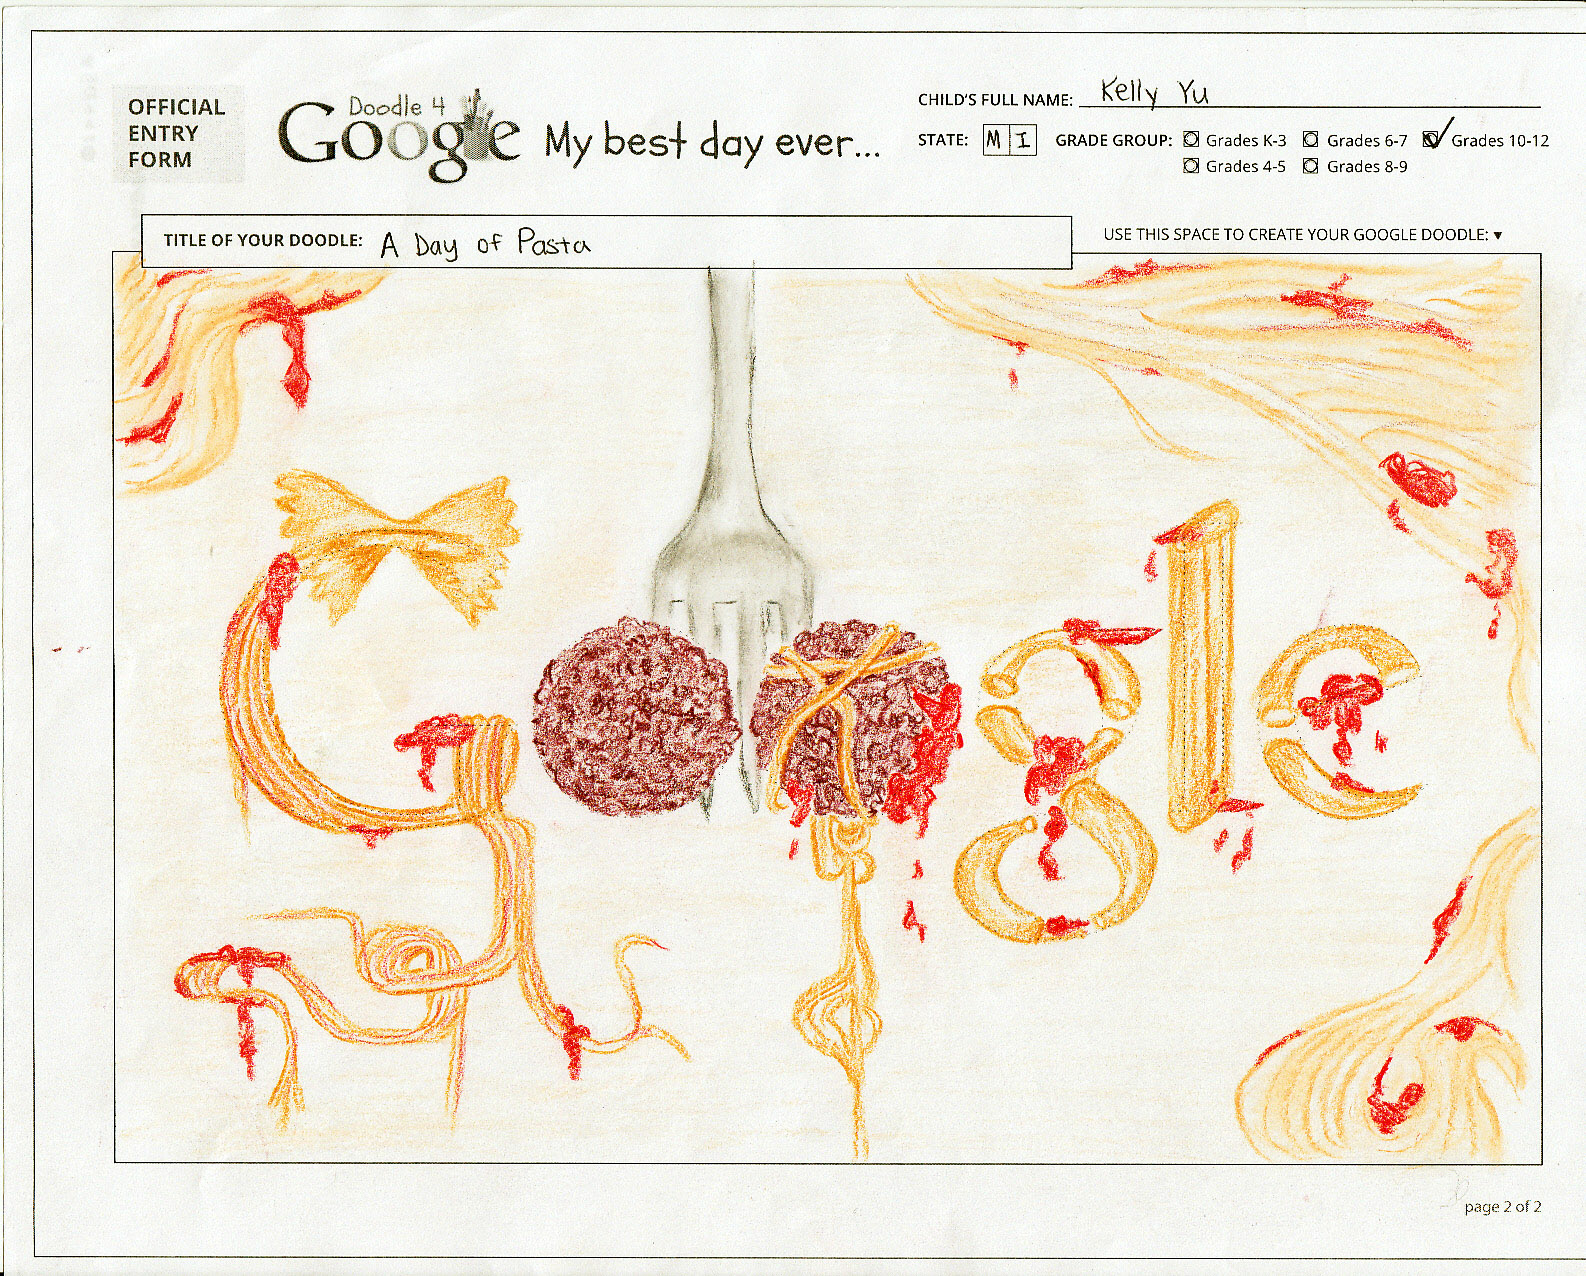 OFFICIAL
ENTRY
FORM
Doodle 4
Google My best day ever...
CHILD'S FULL NAME: Kelly Yu
STATE: MI GRADE GROUP: Grades K-3 Grades 6-7 Grades 10-12
Grades 4-5 Grades 8-9
TITLE OF YOUR DOODLE: A Day of Pasta
USE THIS SPACE TO CREATE YOUR GOOGLE DOODLE: ▼
Google
page 2 of 2